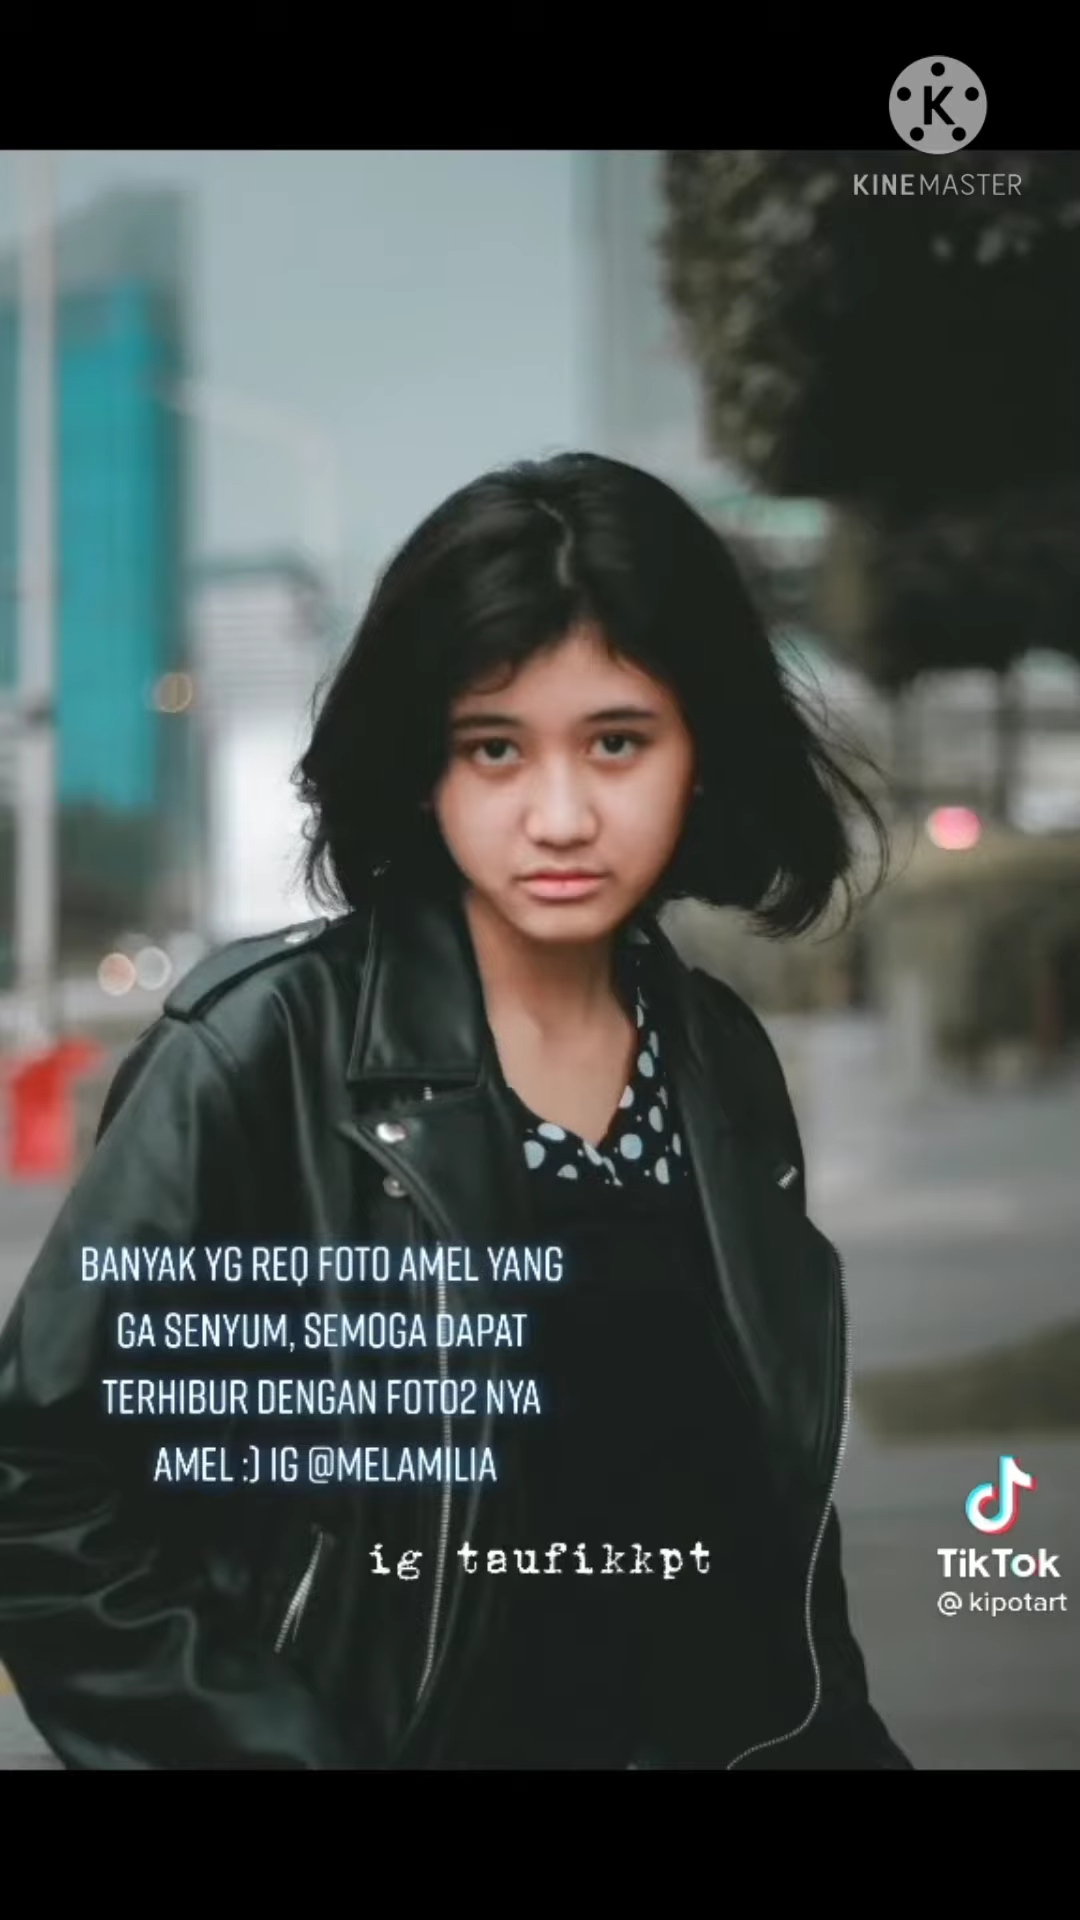 K
KINEMASTER
BANYAK YG REQ FOTO AMEL YANG
GA SENYUM, SEMOGA DAPAT
TERHIBUR DENGAN FOTO2 NYA
AMEL :) IG @MELAMILIA
ig taufikkpt
TikTok
@kipotart